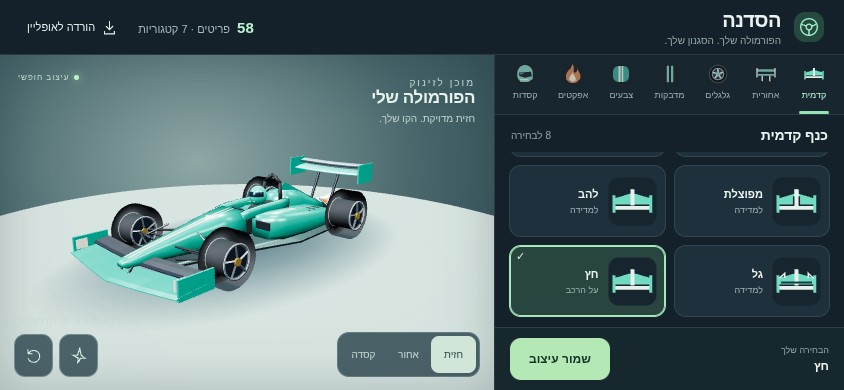 הסדנה
הפורמולה שלך. הסגנון שלך.
58 פריטים · 7 קטגוריות
הורדה לאופליין
קדמית
אחורית
גלגלים
מדבקות
צבעים
אפקטים
קסדות
כנף קדמית
8 לבחירה
מפוצלת
למדידה
להב
למדידה
גל
למדידה
✓
חץ
על הרכב
הבחירה שלך
חץ
שמור עיצוב
מוכן לזינוק
הפורמולה שלי
חזית מדויקת. הקו שלך.
עיצוב חופשי
חזית
אחור
קסדה